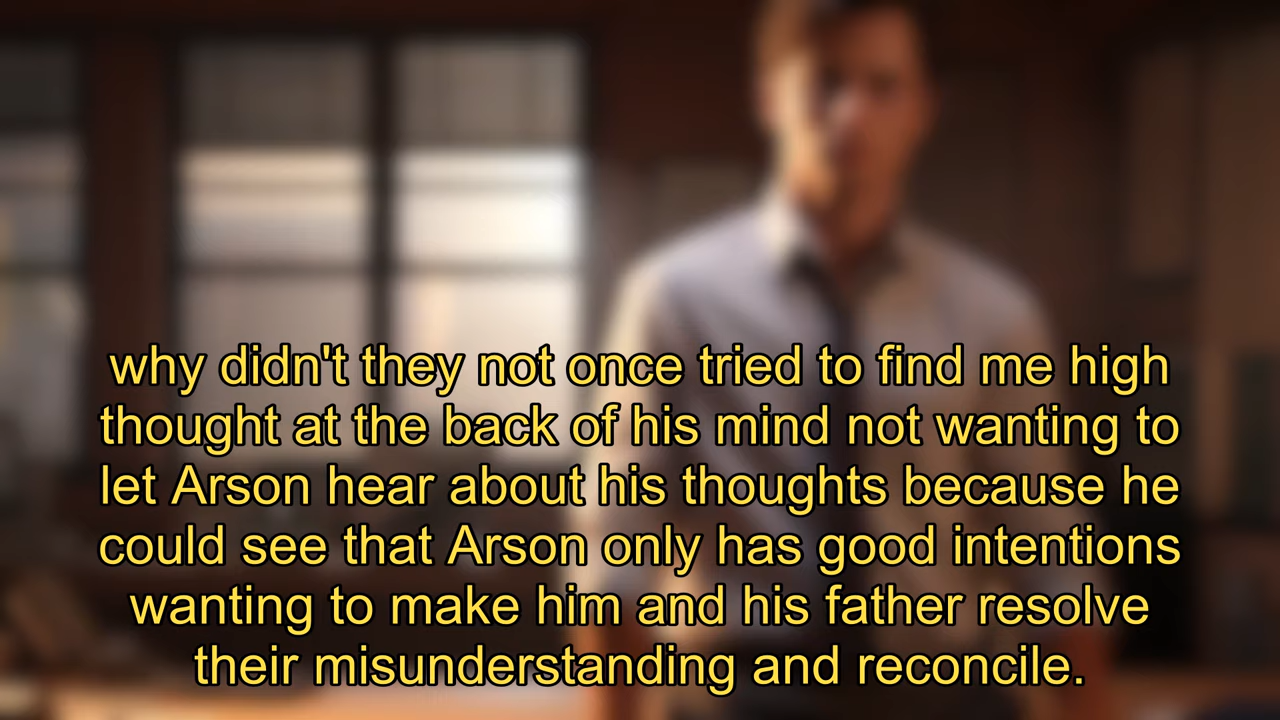 why didn't they not once tried to find me high
thought at the back of his mind not wanting to
let Arson hear about his thoughts because he
could see that Arson only has good intentions
wanting to make him and his father resolve
their misunderstanding and reconcile.